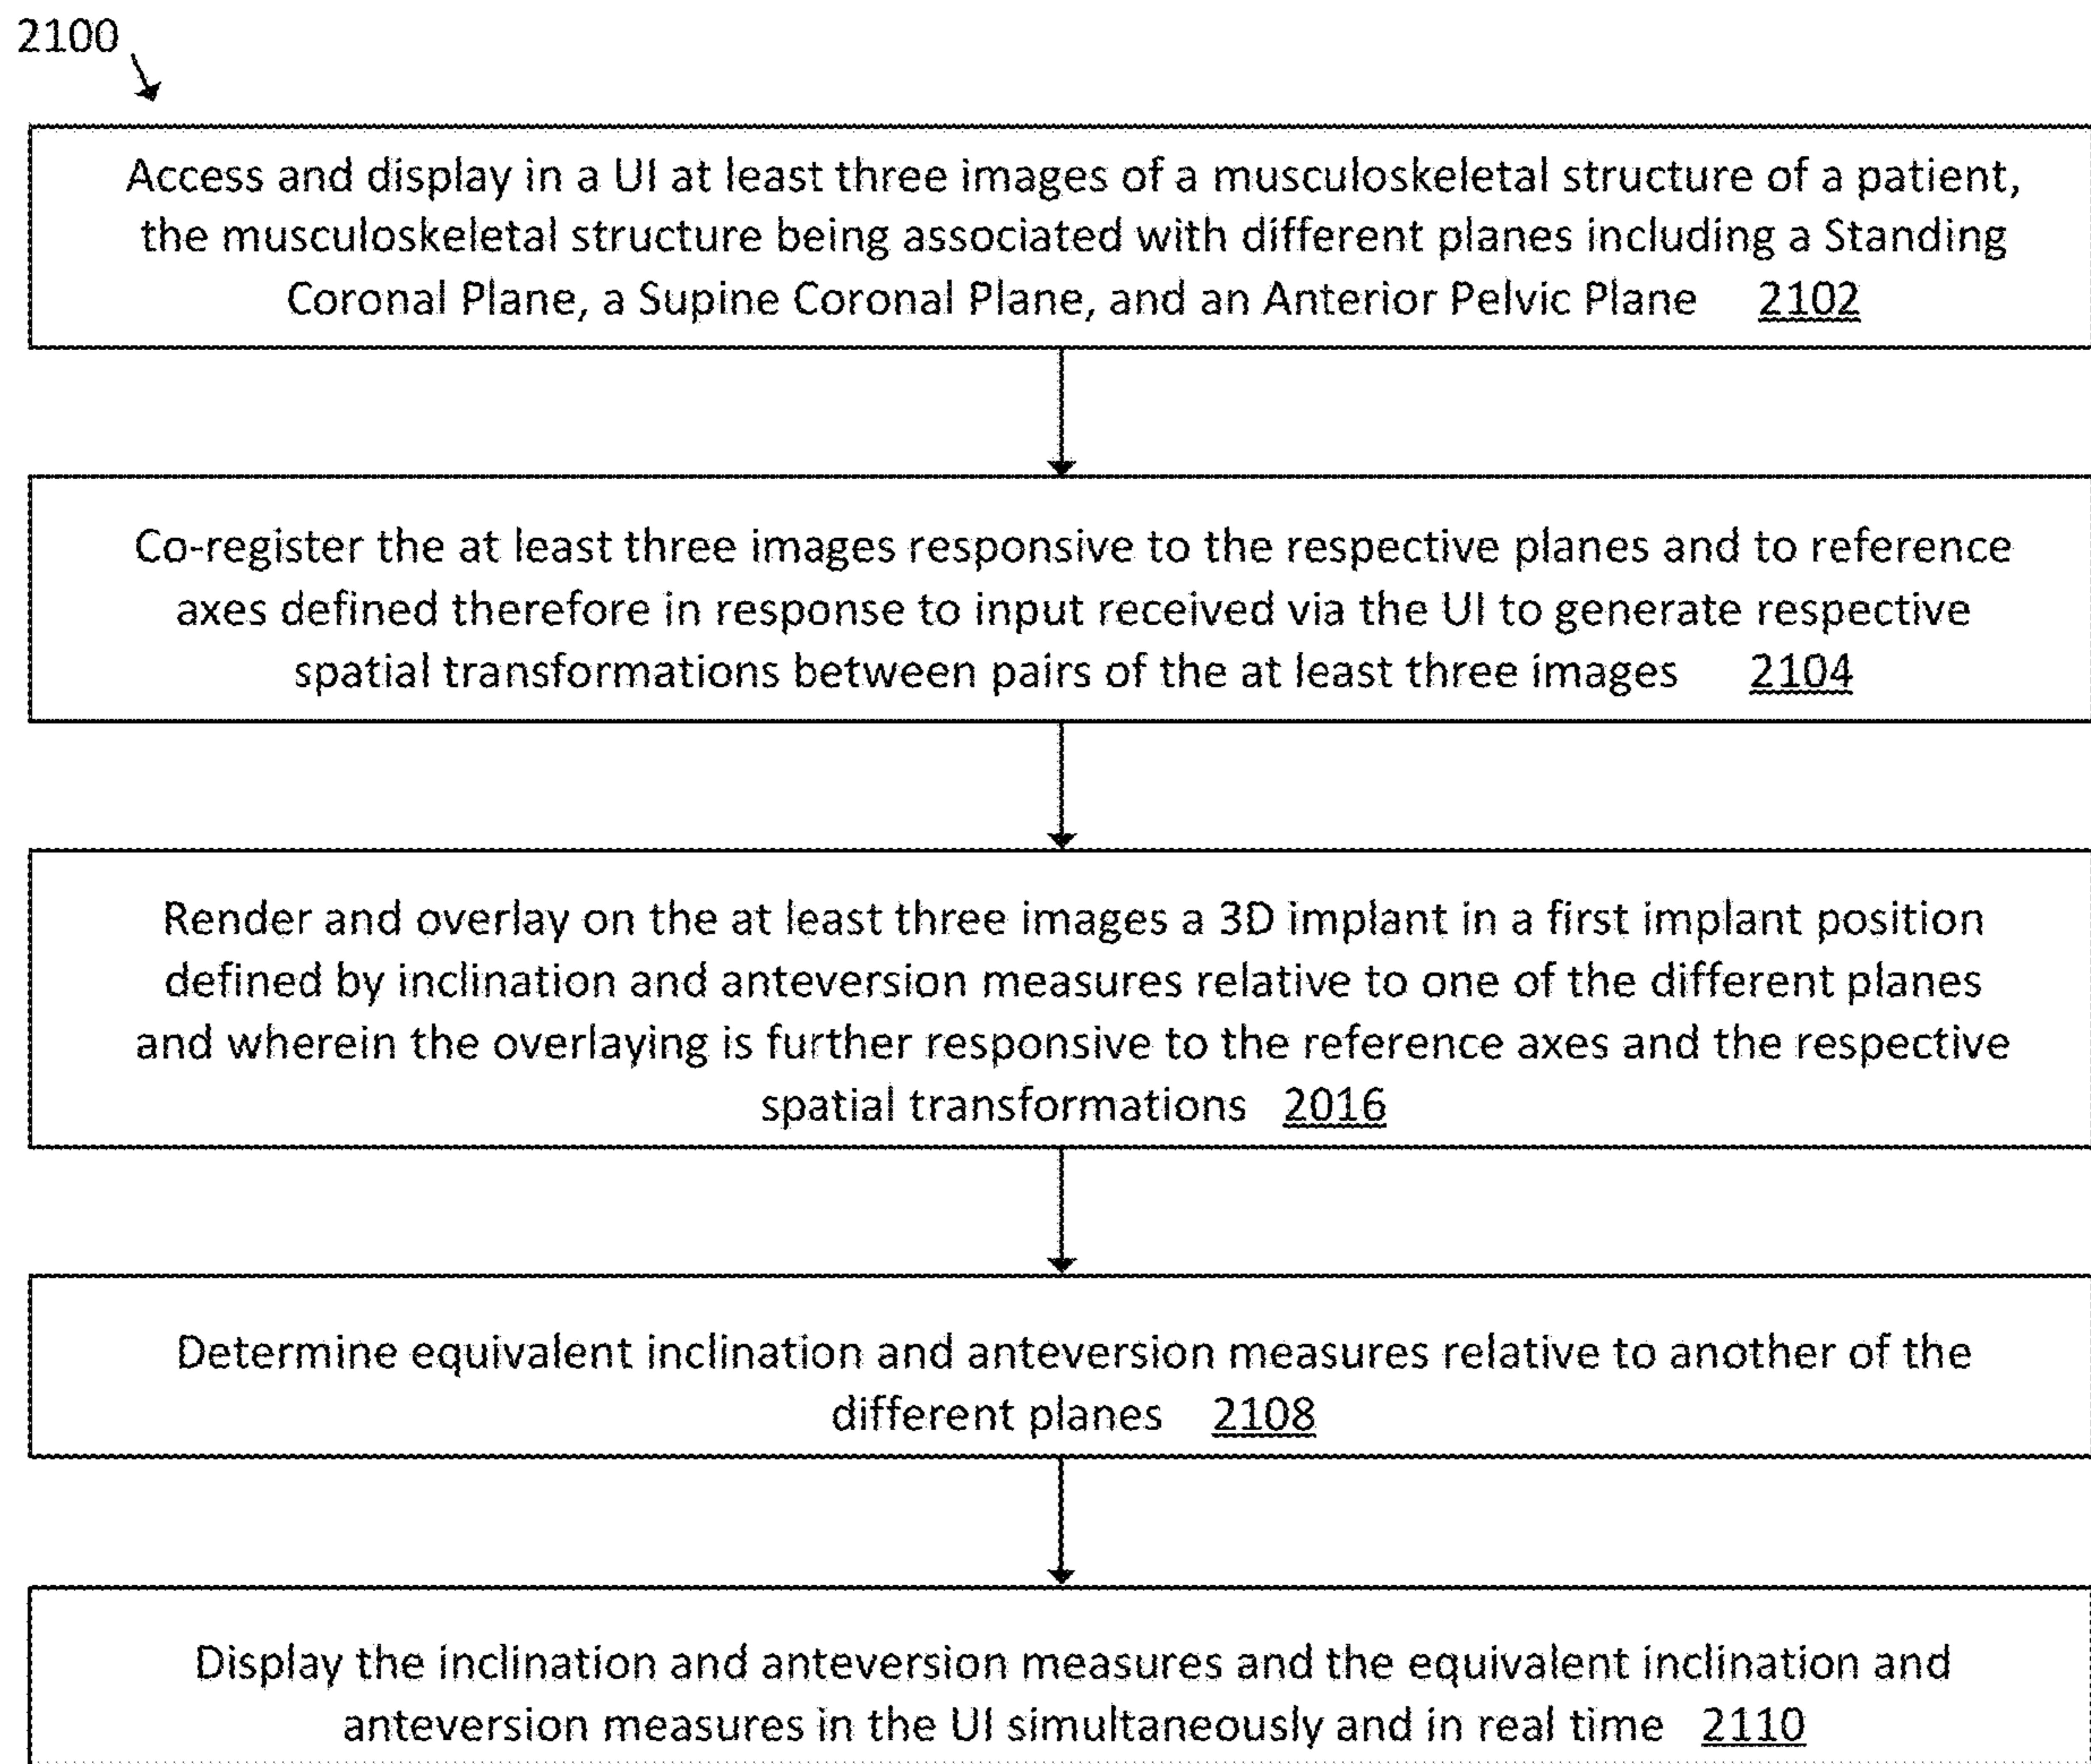 2100
Access and display in a UI at least three images of a musculoskeletal structure of a patient,
the musculoskeletal structure being associated with different planes including a Standing
Coronal Plane, a Supine Coronal Plane, and an Anterior Pelvic Plane 2102
Co-register the at least three images responsive to the respective planes and to reference
axes defined therefore in response to input received via the UI to generate respective
spatial transformations between pairs of the at least three images 2104
Render and overlay on the at least three images a 3D implant in a first implant position
defined by inclination and anteversion measures relative to one of the different planes
and wherein the overlaying is further responsive to the reference axes and the respective
spatial transformations 2016
Determine equivalent inclination and anteversion measures relative to another of the
different planes 2108
Display the inclination and anteversion measures and the equivalent inclination and
anteversion measures in the UI simultaneously and in real time 2110